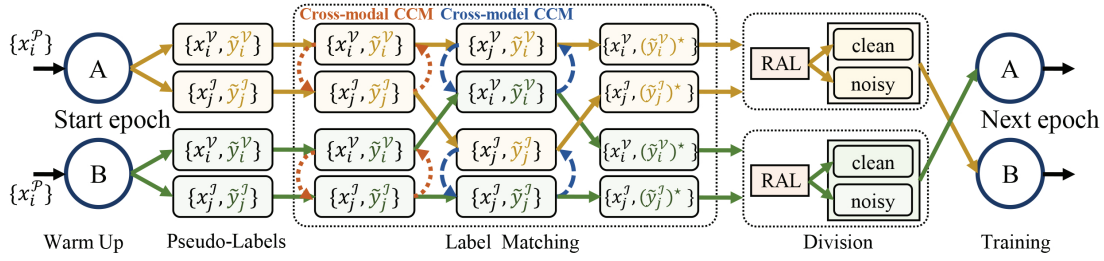 Cross-modal CCM Cross-model CCM
{x_i^𝒫} A {x_i^𝒱, ỹ_i^𝒱} {x_i^𝒱, ỹ_i^𝒱} {x_j^𝒱, ỹ_i^𝒱} {x_i^𝒱, (ỹ_i^𝒱)*} RAL clean A
{x_j^ℐ, ỹ_j^ℐ} {x_j^ℐ, ỹ_j^ℐ} {x_i^𝒱, ỹ_i^𝒱} {x_j^ℐ, (ỹ_j^ℐ)*} noisy
Start epoch Next epoch
{x_i^𝒫} B {x_i^𝒱, ỹ_i^𝒱} {x_i^𝒱, ỹ_i^𝒱} {x_j^ℐ, ỹ_j^ℐ} {x_i^𝒱, (ỹ_i^𝒱)*} RAL clean B
{x_j^ℐ, ỹ_j^ℐ} {x_j^ℐ, ỹ_j^ℐ} {x_j^ℐ, ỹ_j^ℐ} {x_j^ℐ, (ỹ_j^ℐ)*} noisy
Warm Up Pseudo-Labels Label Matching Division Training